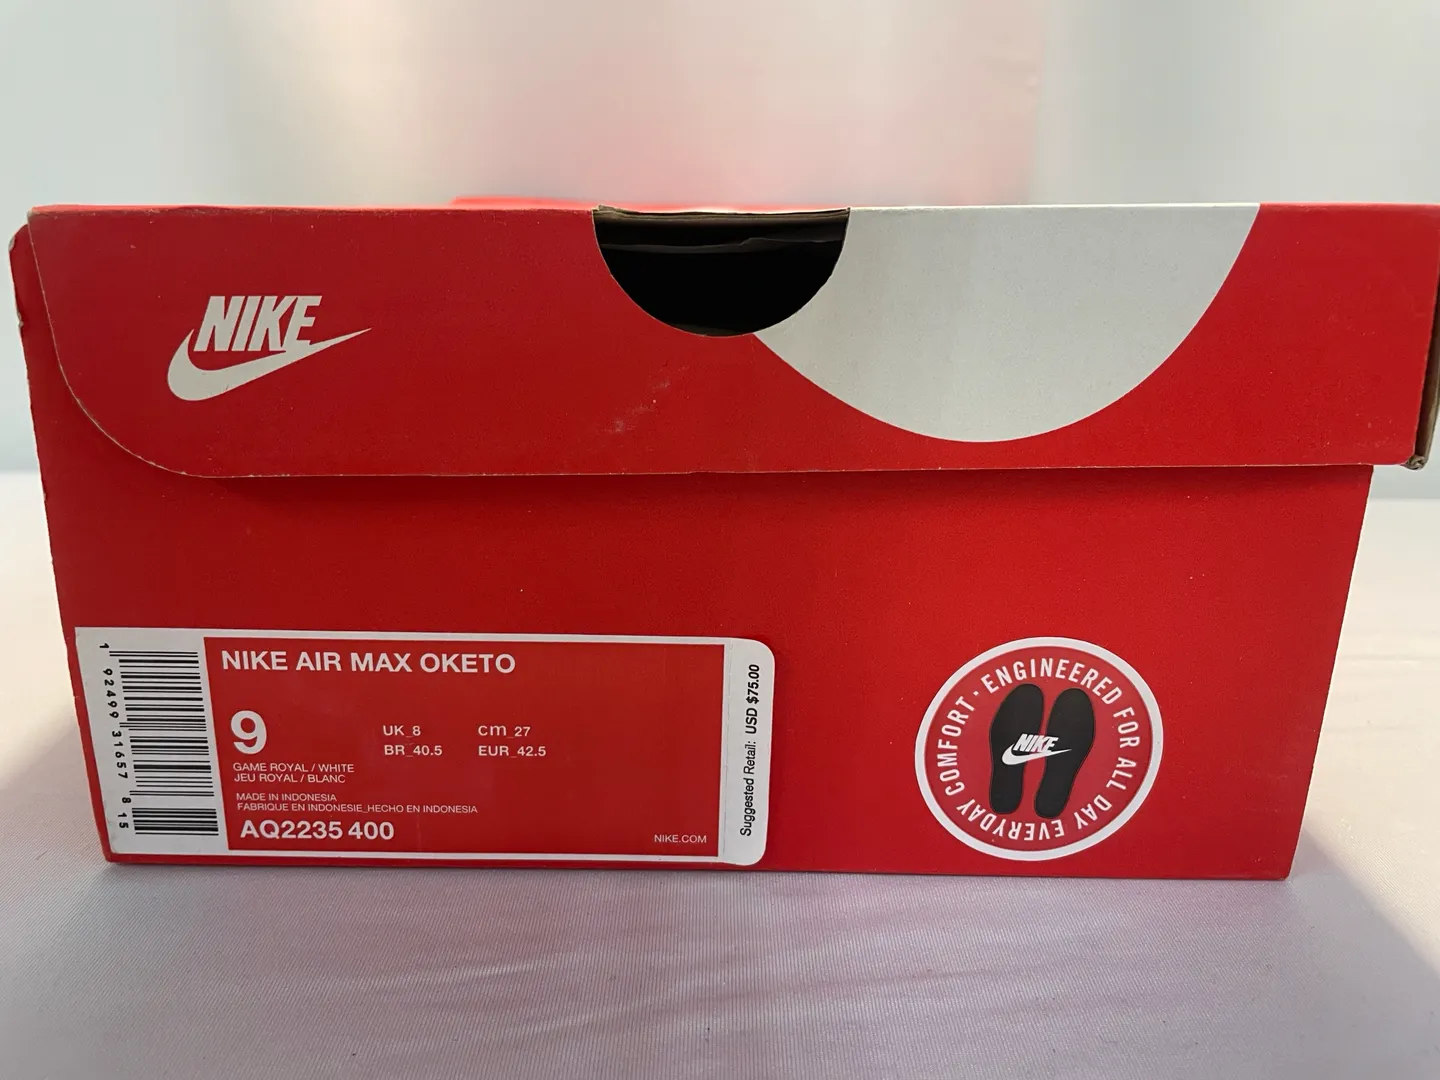 NIKE
NIKE AIR MAX OKETO
9
UK_8
cm_27
BR_40.5
EUR_42.5
GAME ROYAL / WHITE
JEU ROYAL / BLANC
MADE IN INDONESIA
FABRIQUE EN INDONESIE_HECHO EN INDONESIA
AQ2235 400
NIKE.COM
1 92499 31657 8 15
Suggested Retail: USD $75.00
ENGINEERED FOR ALL DAY EVERYDAY COMFORT ·
NIKE